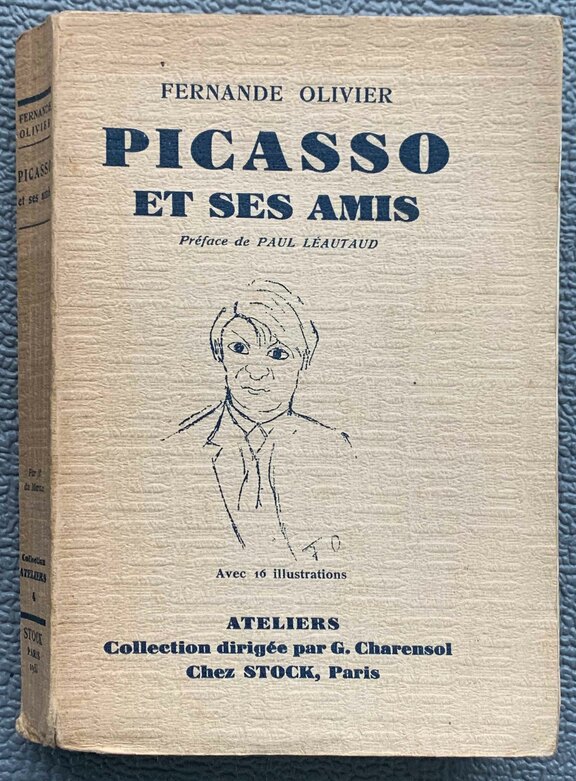 FERNANDE OLIVIER
PICASSO
ET SES AMIS
Préface de PAUL LÉAUTAUD
F O
Avec 16 illustrations
ATELIERS
Collection dirigée par G. Charensol
Chez STOCK, Paris
FERNANDE
OLIVIER
PICASSO
et ses amis
Collection
ATELIERS
4
STOCK
PARIS